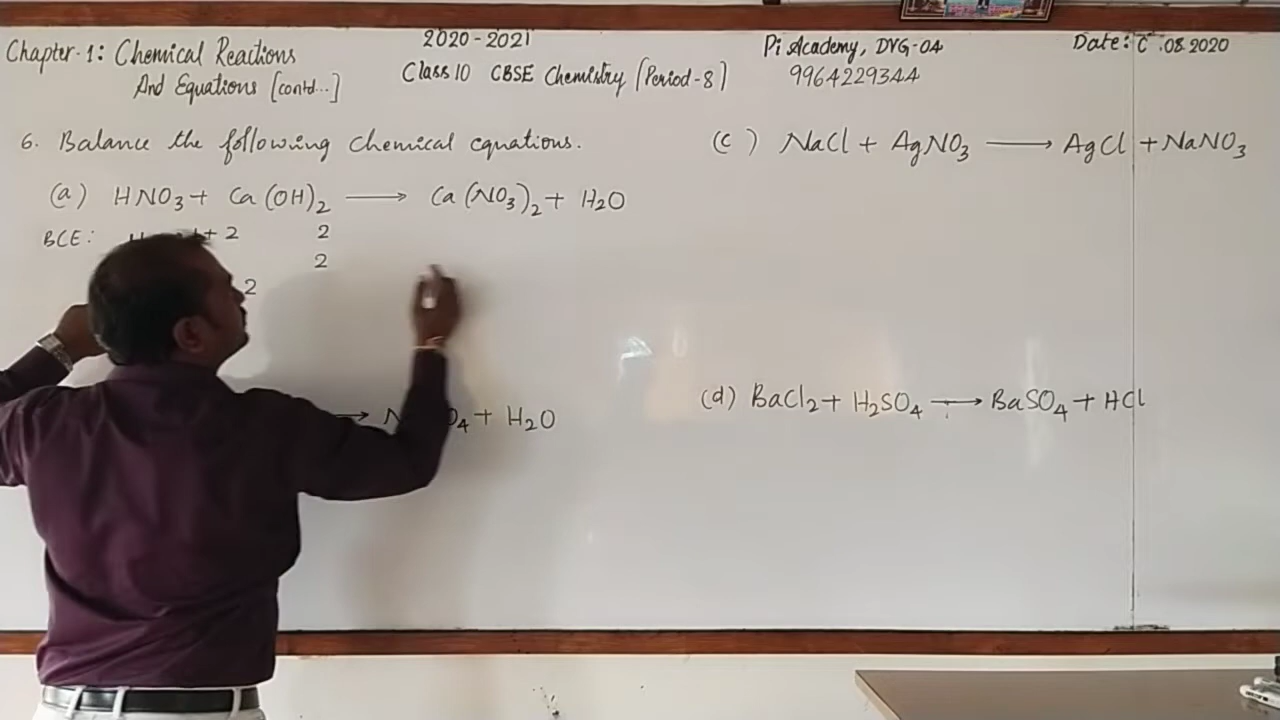 Chapter-1: Chemical Reactions
And Equations [contd...]
2020-2021
Class 10 CBSE Chemistry (Period-8)
Pi Academy, DVG-04
9964229344
Date: .08.2020
6. Balance the following chemical equations.
(a) HNO₃ + Ca(OH)₂ ⟶ Ca(NO₃)₂ + H₂O
BCE: + 2 2
2
2
⟶ O₄ + H₂O
(c) NaCl + AgNO₃ ⟶ AgCl + NaNO₃
(d) BaCl₂ + H₂SO₄ ⟶ BaSO₄ + HCl